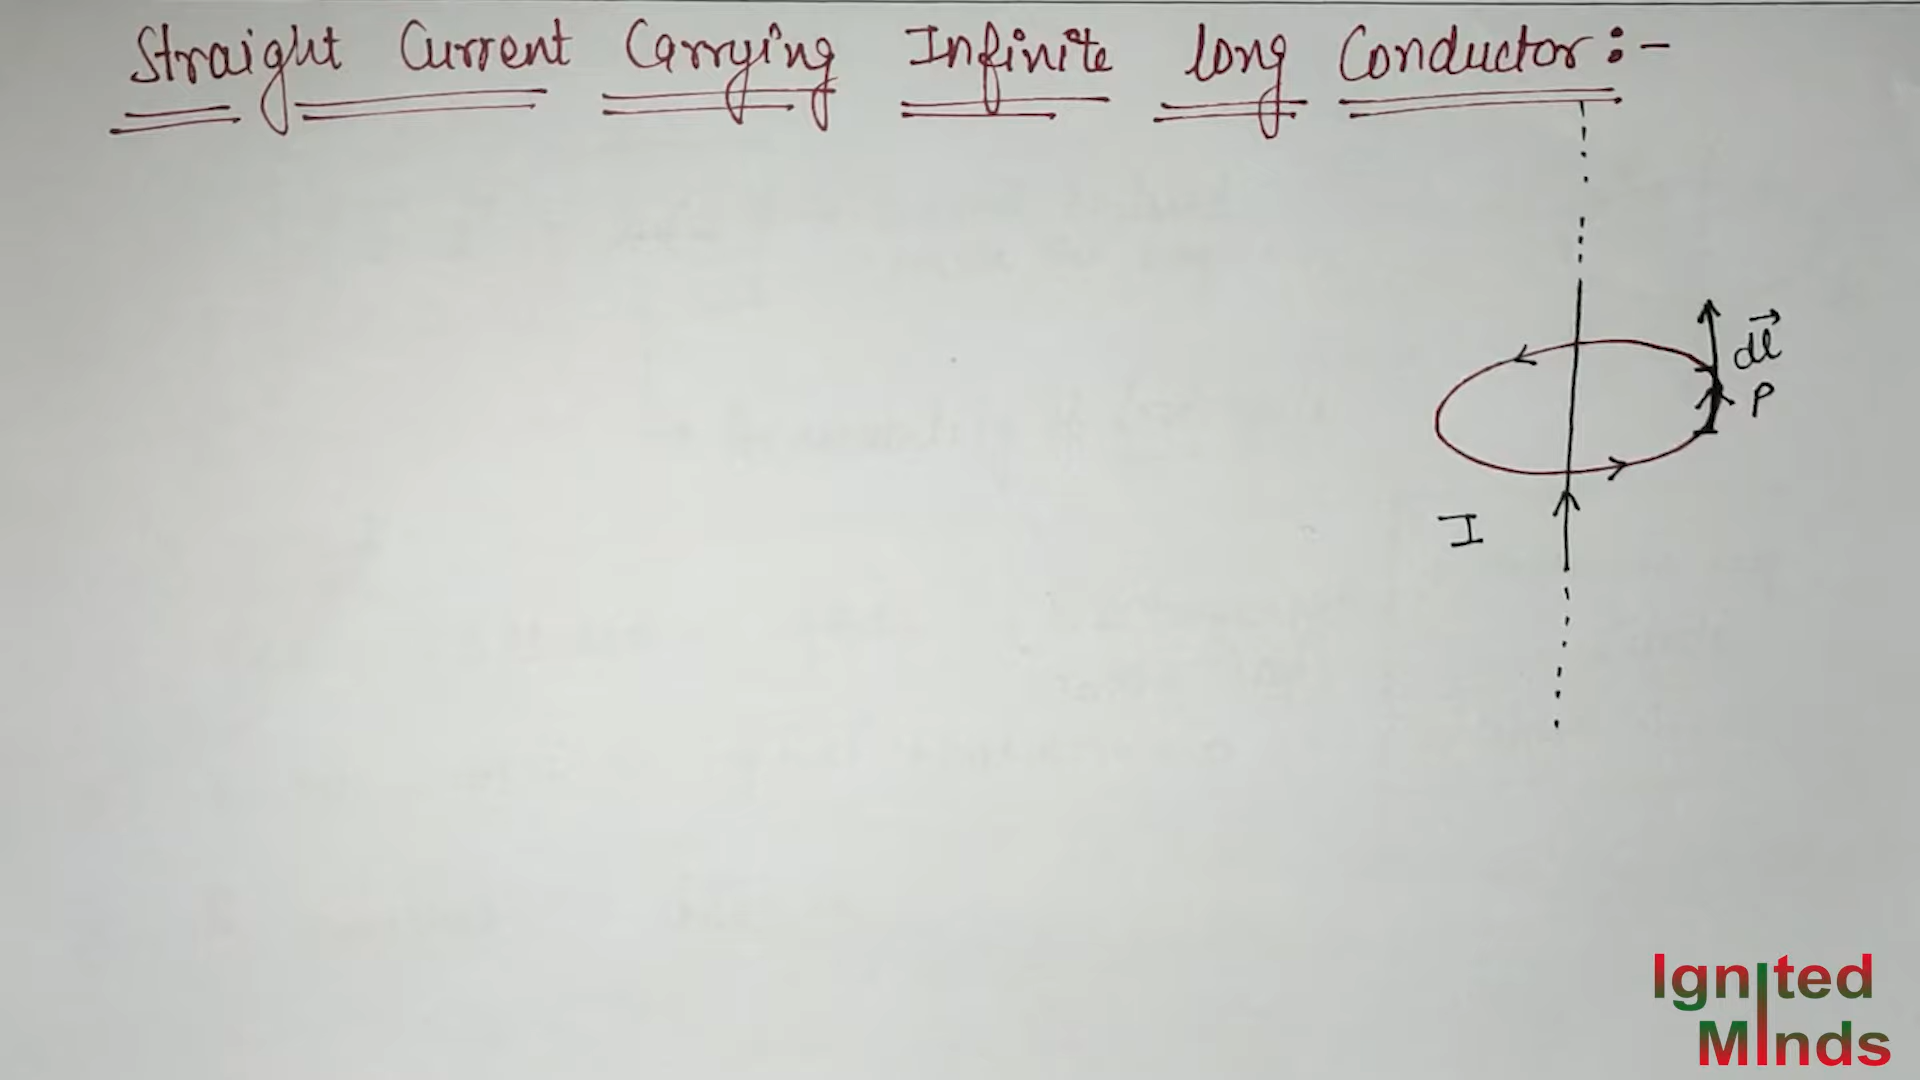 Straight Current Carrying Infinite long Conductor :-
dl
P
I
Ignited
Minds